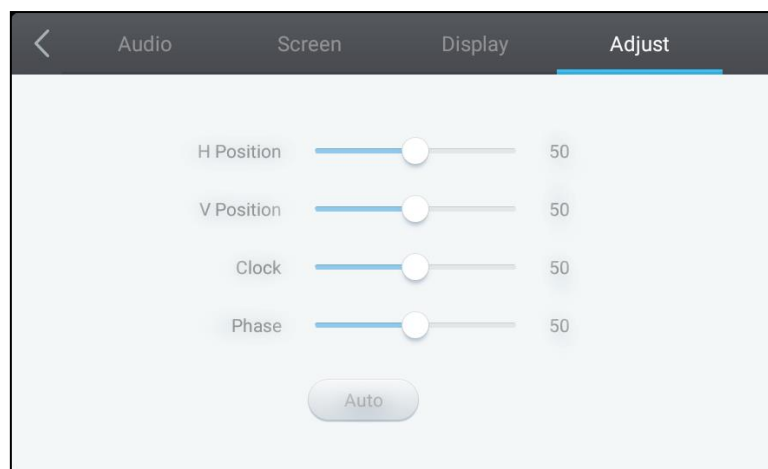 Audio Screen Display Adjust
H Position 50
V Position 50
Clock 50
Phase 50
Auto